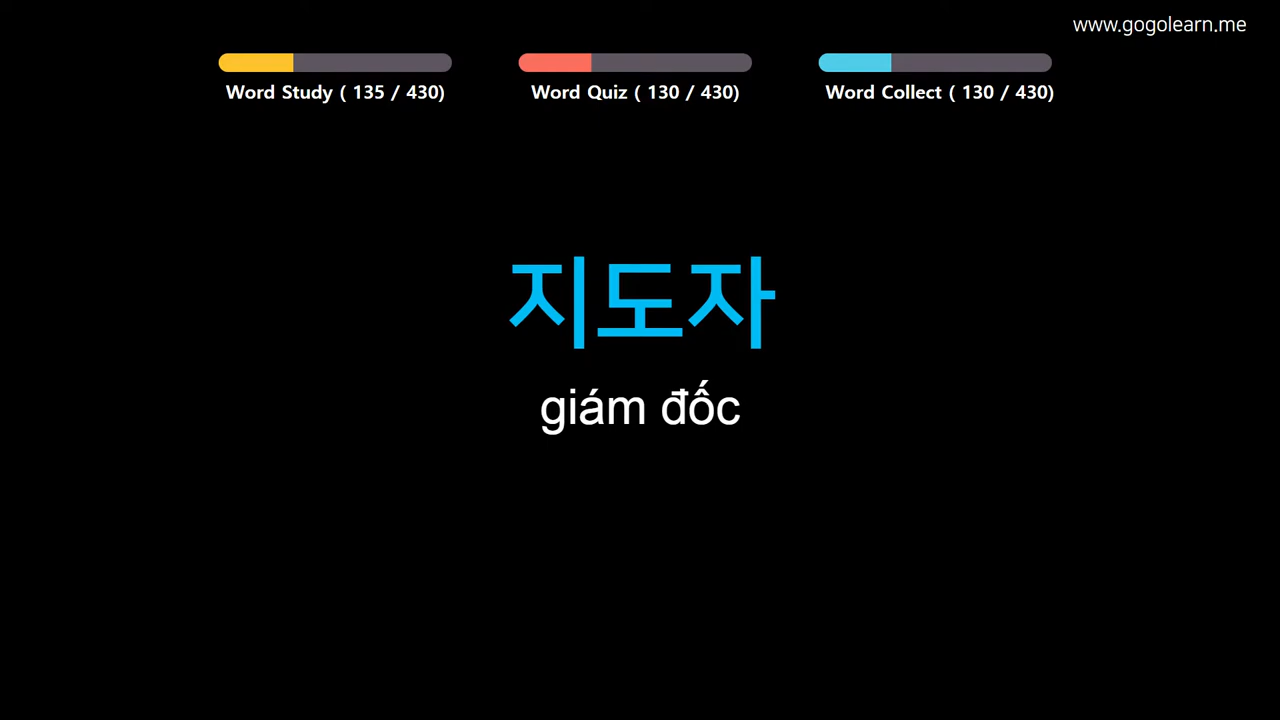 www.gogolearn.me
Word Study ( 135 / 430)
Word Quiz ( 130 / 430)
Word Collect ( 130 / 430)
지도자
giám đốc